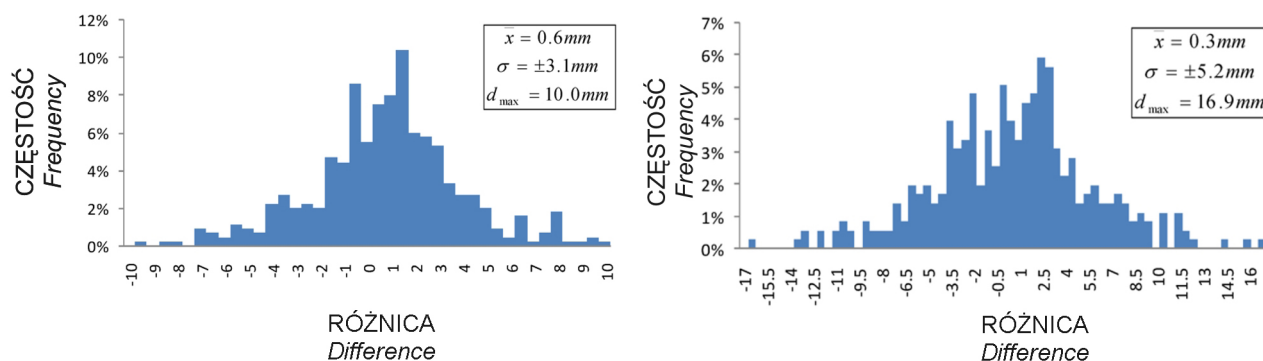 12%
10%
8%
6%
4%
2%
0%
CZĘSTOŚĆ
Frequency
x̄ = 0.6mm
σ = ±3.1mm
d max = 10.0mm
-10 -9 -8 -7 -6 -5 -4 -3 -2 -1 0 1 2 3 4 5 6 7 8 9 10
RÓŻNICA
Difference
7%
6%
5%
4%
3%
2%
1%
0%
CZĘSTOŚĆ
Frequency
x̄ = 0.3mm
σ = ±5.2mm
d max = 16.9mm
-17 -15.5 -14 -12.5 -11 -9.5 -8 -6.5 -5 -3.5 -2 -0.5 1 2.5 4 5.5 7 8.5 10 11.5 13 14.5 16
RÓŻNICA
Difference